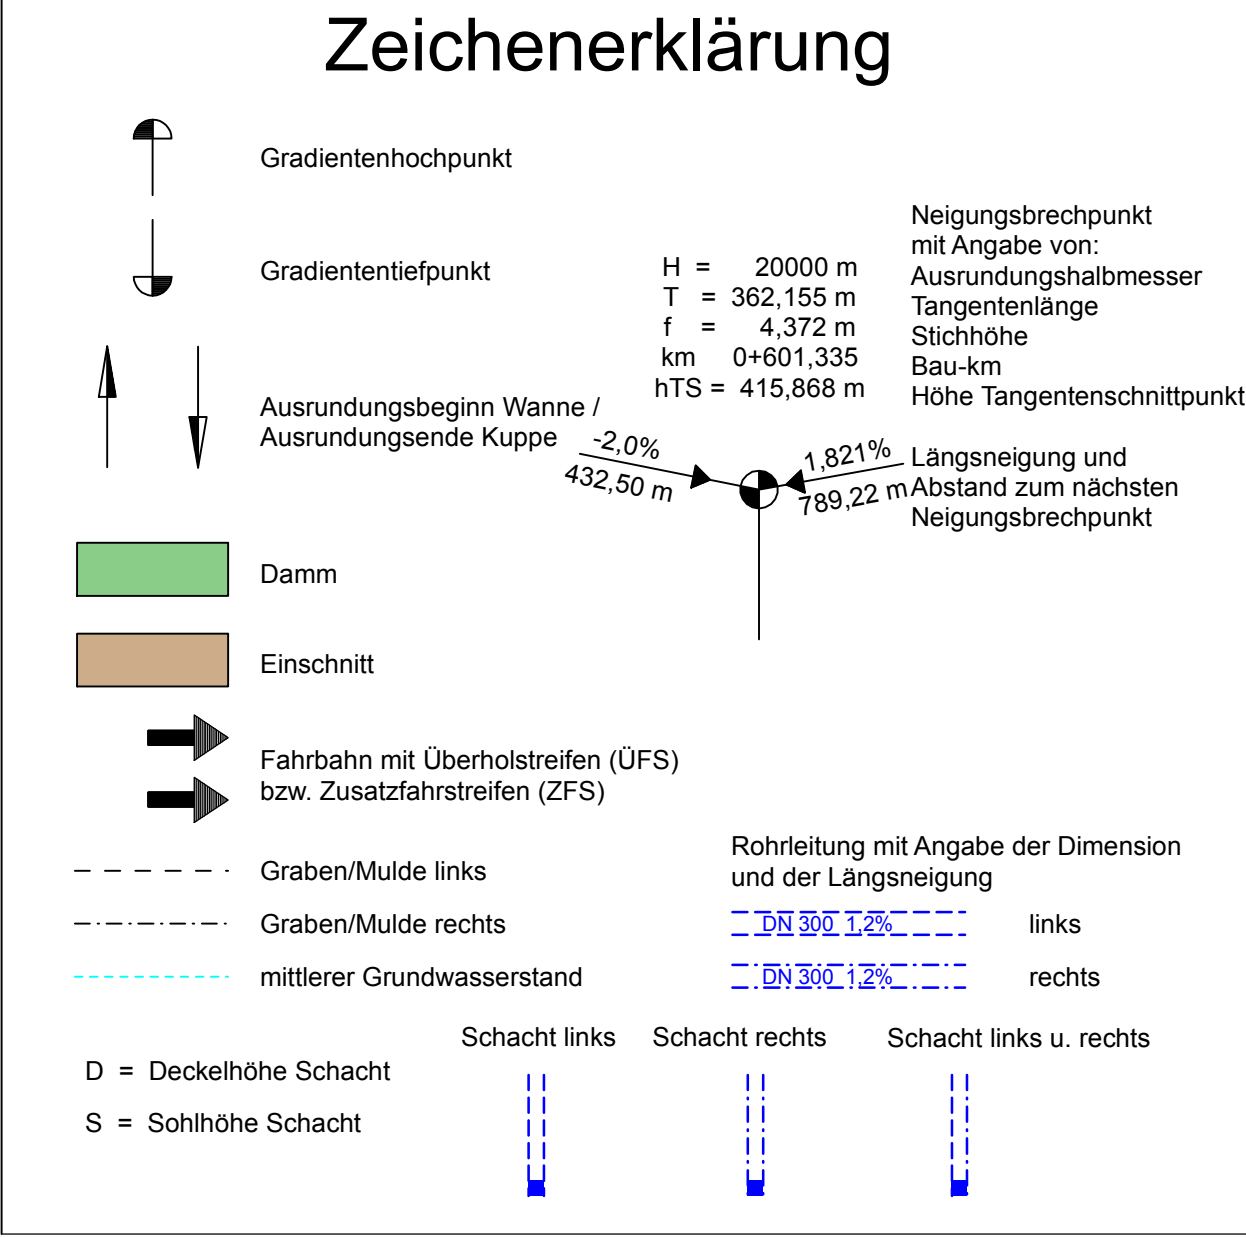 Zeichenerklärung
Gradientenhochpunkt
Gradiententiefpunkt
Ausrundungsbeginn Wanne /
Ausrundungsende Kuppe
H = 20000 m
T = 362,155 m
f = 4,372 m
km 0+601,335
hTS = 415,868 m
Neigungsbrechpunkt
mit Angabe von:
Ausrundungshalbmesser
Tangentenlänge
Stichhöhe
Bau-km
Höhe Tangentenschnittpunkt
-2,0%
432,50 m
1,821%
789,22 m
Längsneigung und
Abstand zum nächsten
Neigungsbrechpunkt
Damm
Einschnitt
Fahrbahn mit Überholstreifen (ÜFS)
bzw. Zusatzfahrstreifen (ZFS)
Graben/Mulde links
Graben/Mulde rechts
mittlerer Grundwasserstand
Rohrleitung mit Angabe der Dimension
und der Längsneigung
DN 300 1,2%
links
DN 300 1,2%
rechts
D = Deckelhöhe Schacht
S = Sohlhöhe Schacht
Schacht links
Schacht rechts
Schacht links u. rechts